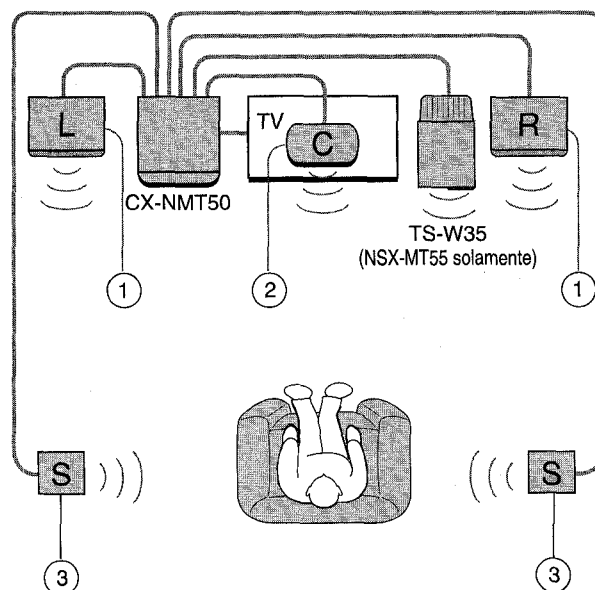 L
TV
C
R
CX-NMT50
TS-W35
(NSX-MT55 solamente)
1
2
1
S
S
3
3